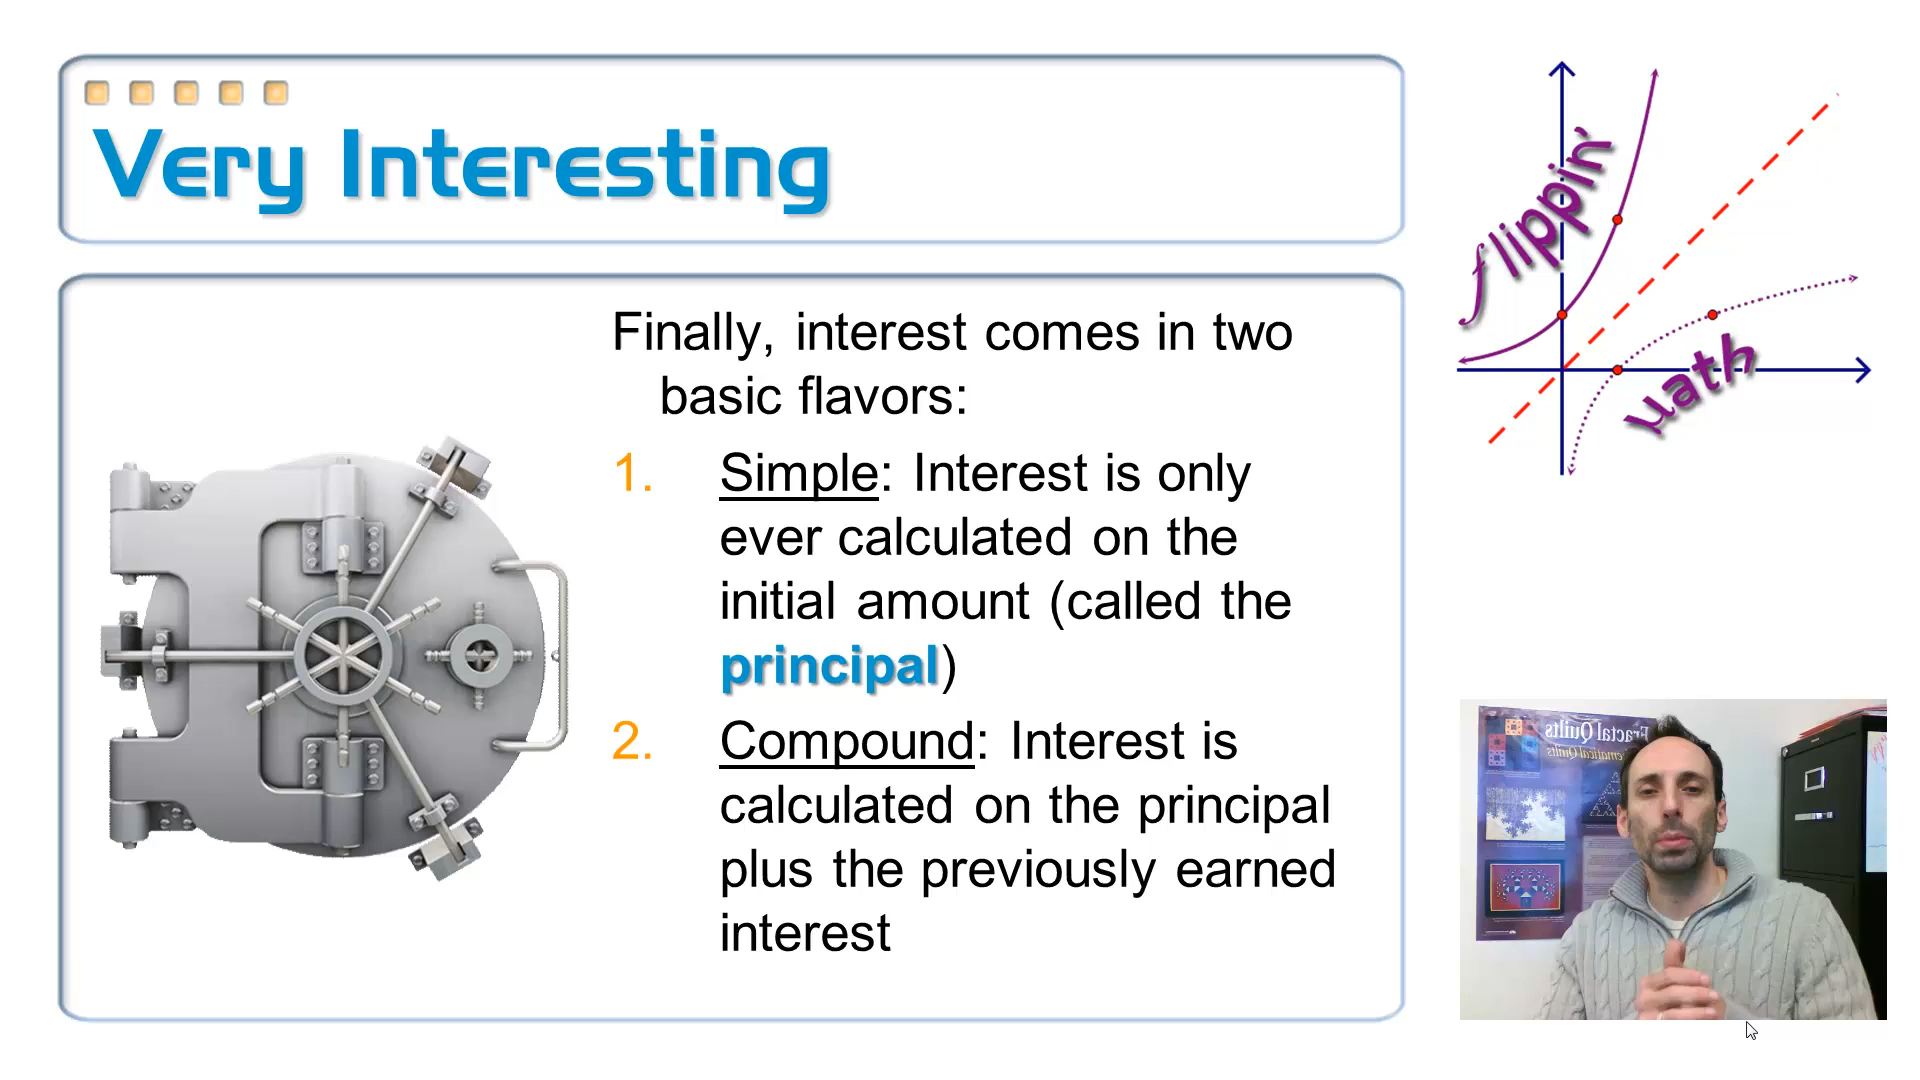 Very Interesting
flippin'
math
Finally, interest comes in two
basic flavors:
1. Simple: Interest is only
ever calculated on the
initial amount (called the
principal)
2. Compound: Interest is
calculated on the principal
plus the previously earned
interest
Fractal Quilts